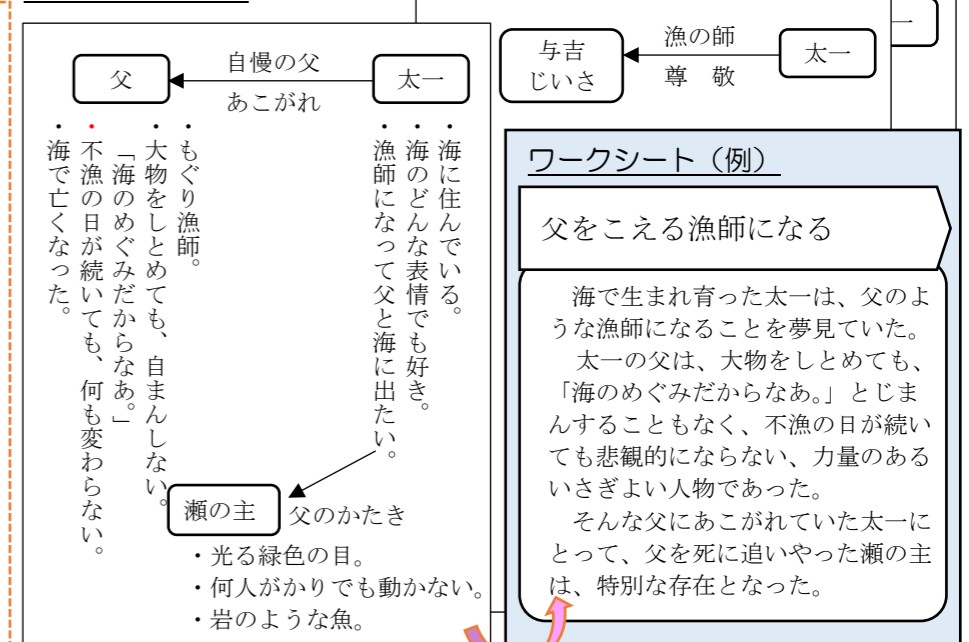 父
自慢の父
あこがれ
太一
・海に住んでいる。
・海のどんな表情でも好き。
・漁師になって父と海に出たい。
・もぐり漁師。
・大物をしとめても、自まんしない。
「海のめぐみだからなあ。」
・不漁の日が続いても、何も変わらない。
・海で亡くなった。
瀬の主
父のかたき
・光る緑色の目。
・何人がかりでも動かない。
・岩のような魚。
与吉
じいさ
漁の師
尊　敬
太一
一
ワークシート（例）
父をこえる漁師になる
海で生まれ育った太一は、父のよ
うな漁師になることを夢見ていた。
太一の父は、大物をしとめても、
「海のめぐみだからなあ。」とじま
んすることもなく、不漁の日が続い
ても悲観的にならない、力量のある
いさぎよい人物であった。
そんな父にあこがれていた太一に
とって、父を死に追いやった瀬の主
は、特別な存在となった。